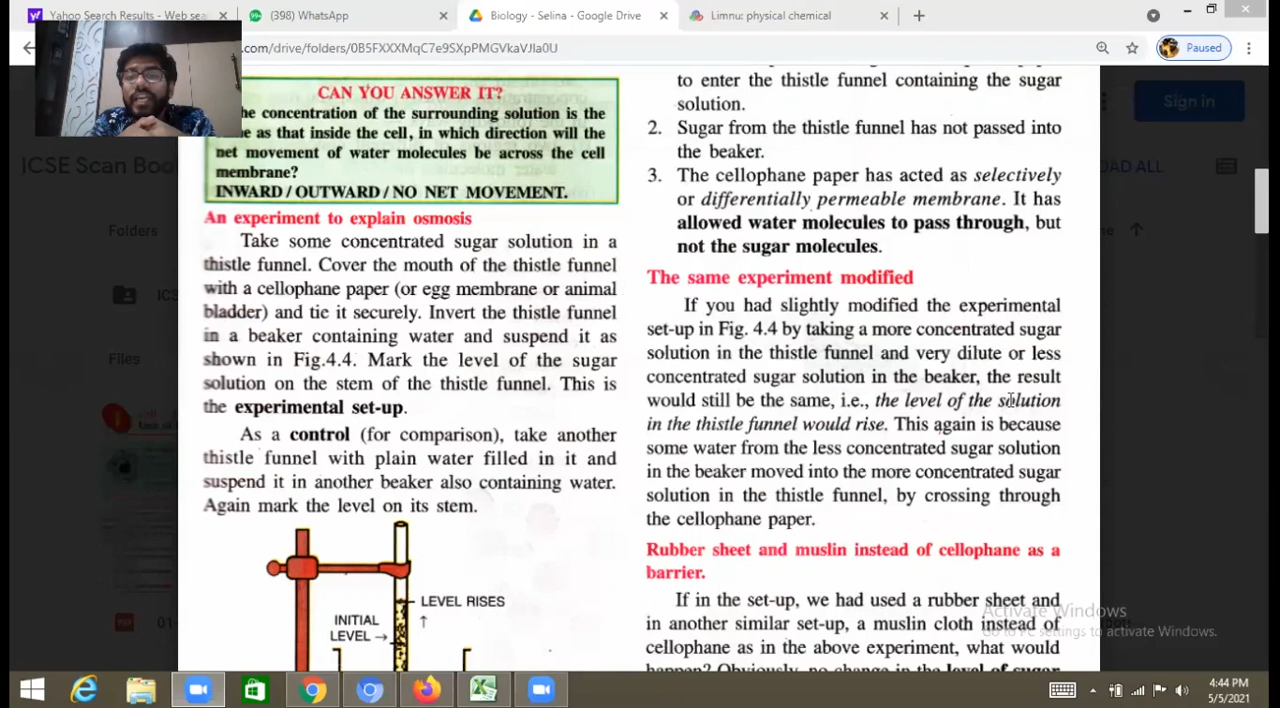 Yahoo Search Results - Web sea
(398) WhatsApp
Biology - Selina - Google Drive
Limnu: physical chemical
.com/drive/folders/0B5FXXXMqC7e9SXpPMGVkaVJla0U
Paused
Sign in
ICSE Scan Boo
OAD ALL
Folders
ICS
Files
01-
CAN YOU ANSWER IT?
he concentration of the surrounding solution is the
e as that inside the cell, in which direction will the
net movement of water molecules be across the cell
membrane?
INWARD / OUTWARD / NO NET MOVEMENT.
An experiment to explain osmosis
Take some concentrated sugar solution in a
thistle funnel. Cover the mouth of the thistle funnel
with a cellophane paper (or egg membrane or animal
bladder) and tie it securely. Invert the thistle funnel
in a beaker containing water and suspend it as
shown in Fig.4.4. Mark the level of the sugar
solution on the stem of the thistle funnel. This is
the experimental set-up.
As a control (for comparison), take another
thistle funnel with plain water filled in it and
suspend it in another beaker also containing water.
Again mark the level on its stem.
LEVEL RISES
INITIAL
LEVEL
to enter the thistle funnel containing the sugar
solution.
2. Sugar from the thistle funnel has not passed into
the beaker.
3. The cellophane paper has acted as selectively
or differentially permeable membrane. It has
allowed water molecules to pass through, but
not the sugar molecules.
The same experiment modified
If you had slightly modified the experimental
set-up in Fig. 4.4 by taking a more concentrated sugar
solution in the thistle funnel and very dilute or less
concentrated sugar solution in the beaker, the result
would still be the same, i.e., the level of the solution
in the thistle funnel would rise. This again is because
some water from the less concentrated sugar solution
in the beaker moved into the more concentrated sugar
solution in the thistle funnel, by crossing through
the cellophane paper.
Rubber sheet and muslin instead of cellophane as a
barrier.
If in the set-up, we had used a rubber sheet and
in another similar set-up, a muslin cloth instead of
cellophane as in the above experiment, what would
happen? Obviously, no change in the level of sugar
Activate Windows
Go to PC settings to activate Windows.
4:44 PM
5/5/2021